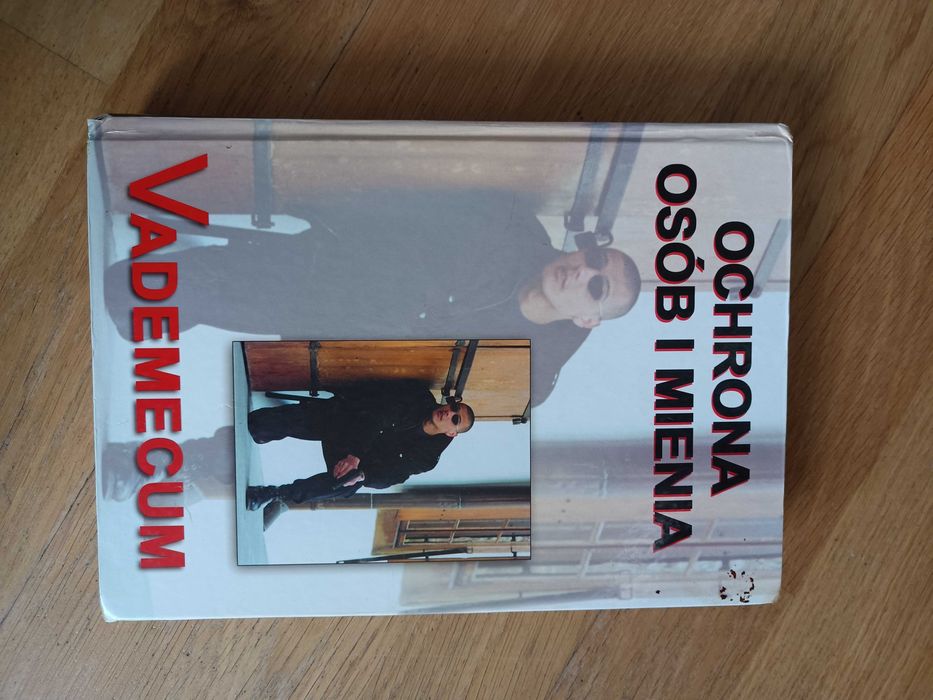 OCHRONA
OSÓB I MIENIA
VADEMECUM